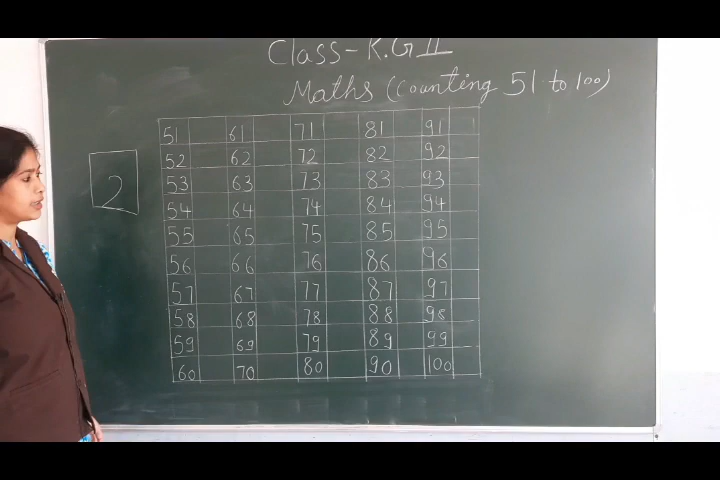 Class - K.G II
Maths (Counting 51 to 100)
51 61 71 81 91
52 62 72 82 92
2
53 63 73 83 93
54 64 74 84 94
55 65 75 85 95
56 66 76 86 96
57 67 77 87 97
58 68 78 88 98
59 69 79 89 99
60 70 80 90 100